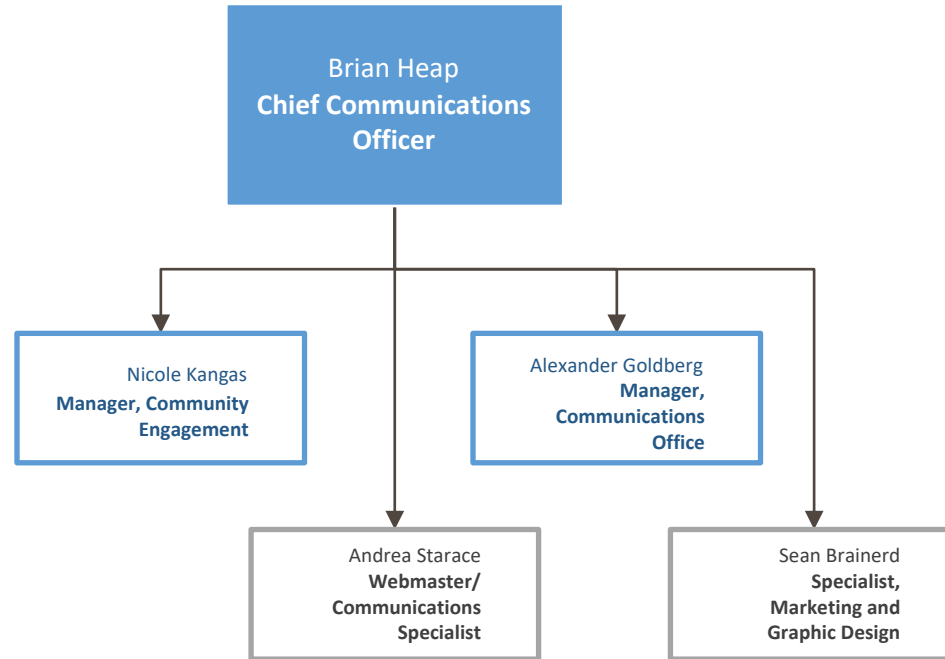 Brian Heap
Chief Communications
Officer
Nicole Kangas
Manager, Community
Engagement
Alexander Goldberg
Manager,
Communications
Office
Andrea Starace
Webmaster/
Communications
Specialist
Sean Brainerd
Specialist,
Marketing and
Graphic Design